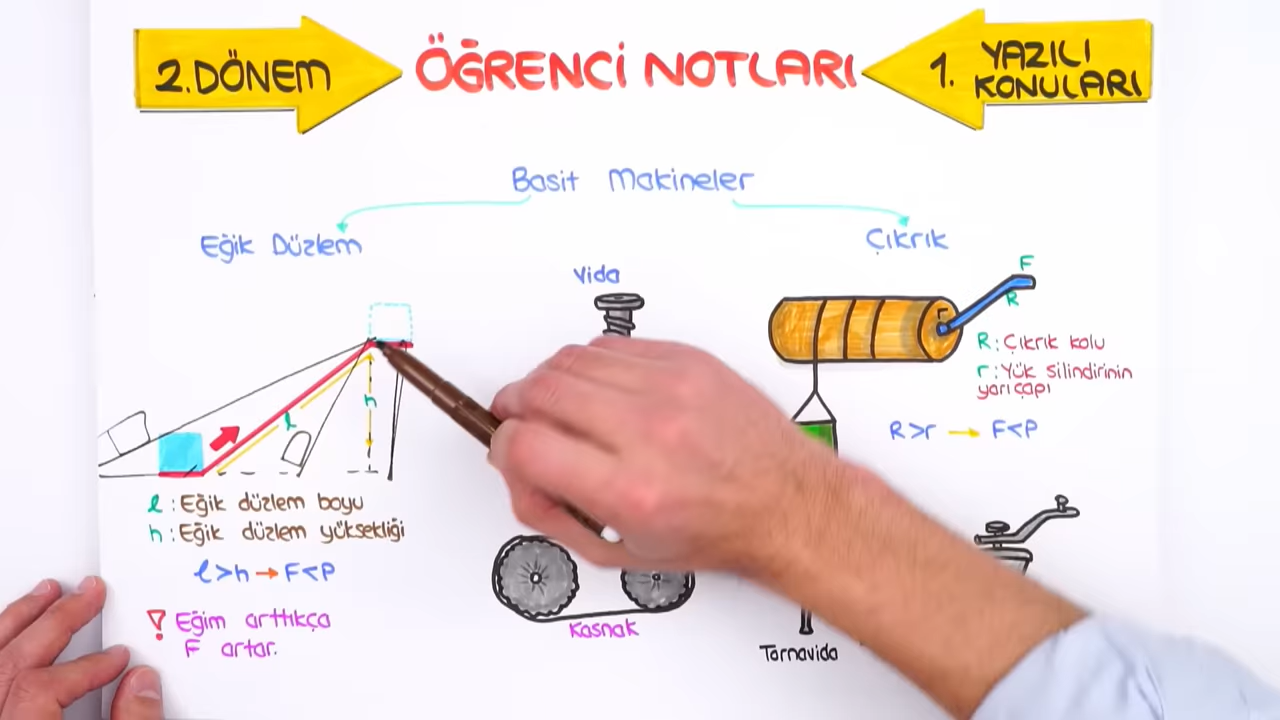 2.DÖNEM
ÖĞRENCİ NOTLARI
1. YAZILI
KONULARI
Basit Makineler
Eğik Düzlem
Çıkrık
Vida
F
R
r
R: Çıkrık kolu
r: Yük silindirinin
yarıçapı
R>r → F<P
l
h
l : Eğik düzlem boyu
h : Eğik düzlem yüksekliği
l>h → F<P
! Eğim arttıkça
F artar.
Kasnak
Tornavida